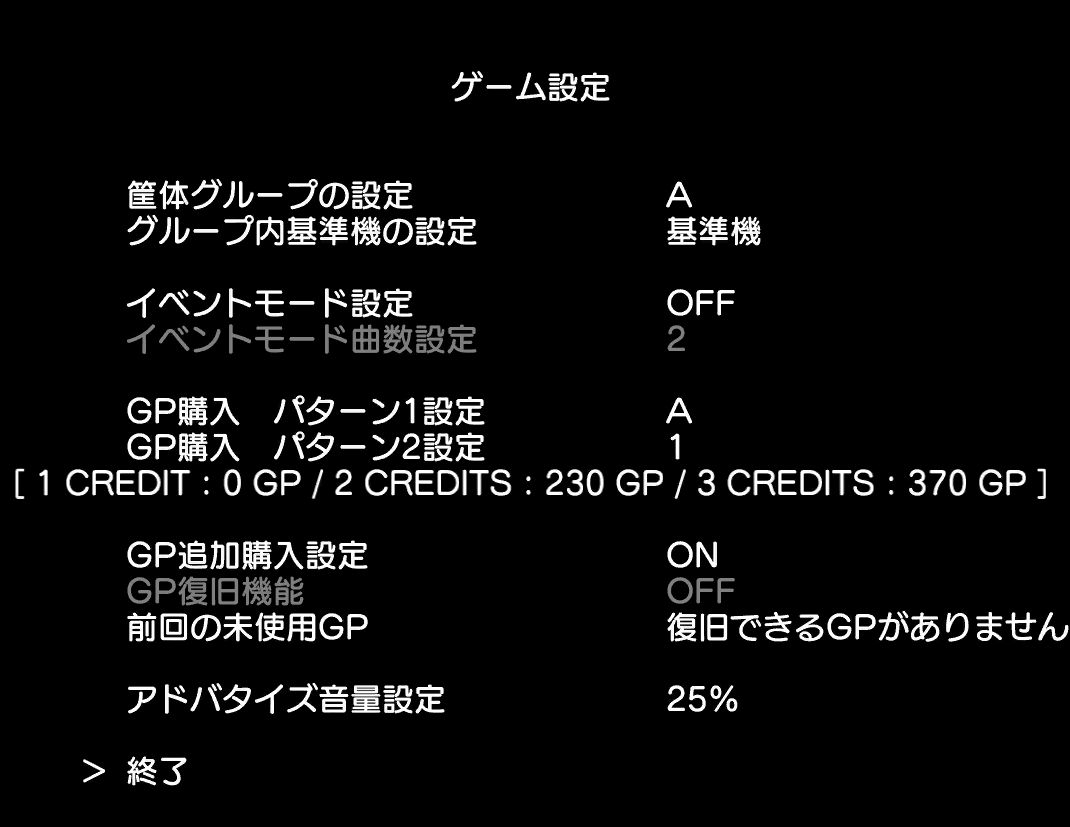 ゲーム設定
筐体グループの設定 A
グループ内基準機の設定 基準機
イベントモード設定 OFF
イベントモード曲数設定 2
GP購入　パターン1設定 A
GP購入　パターン2設定 1
[ 1 CREDIT : 0 GP / 2 CREDITS : 230 GP / 3 CREDITS : 370 GP ]
GP追加購入設定 ON
GP復旧機能 OFF
前回の未使用GP 復旧できるGPがありません
アドバタイズ音量設定 25%
> 終了